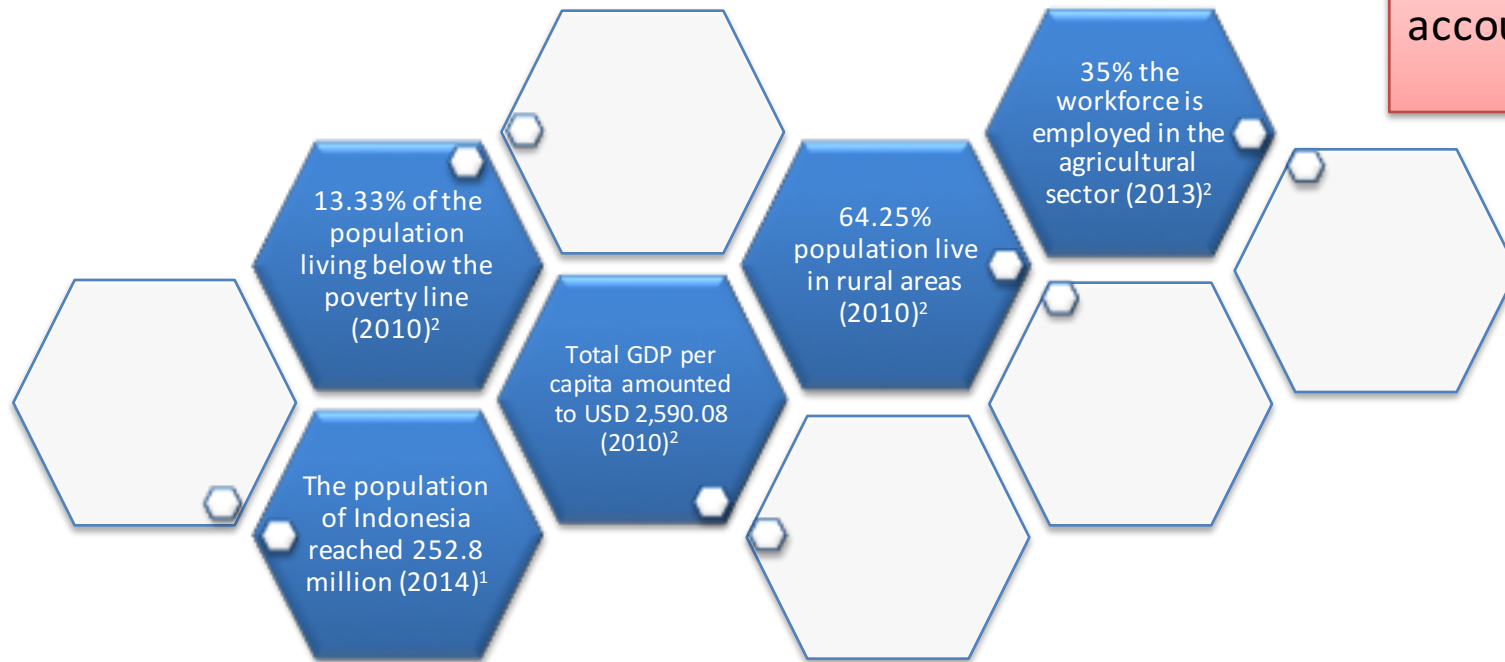 accou
35% the
workforce is
employed in the
agricultural
sector (2013)²
13.33% of the
population
living below the
poverty line
(2010)²
64.25%
population live
in rural areas
(2010)²
Total GDP per
capita amounted
to USD 2,590.08
(2010)²
The population
of Indonesia
reached 252.8
million (2014)¹